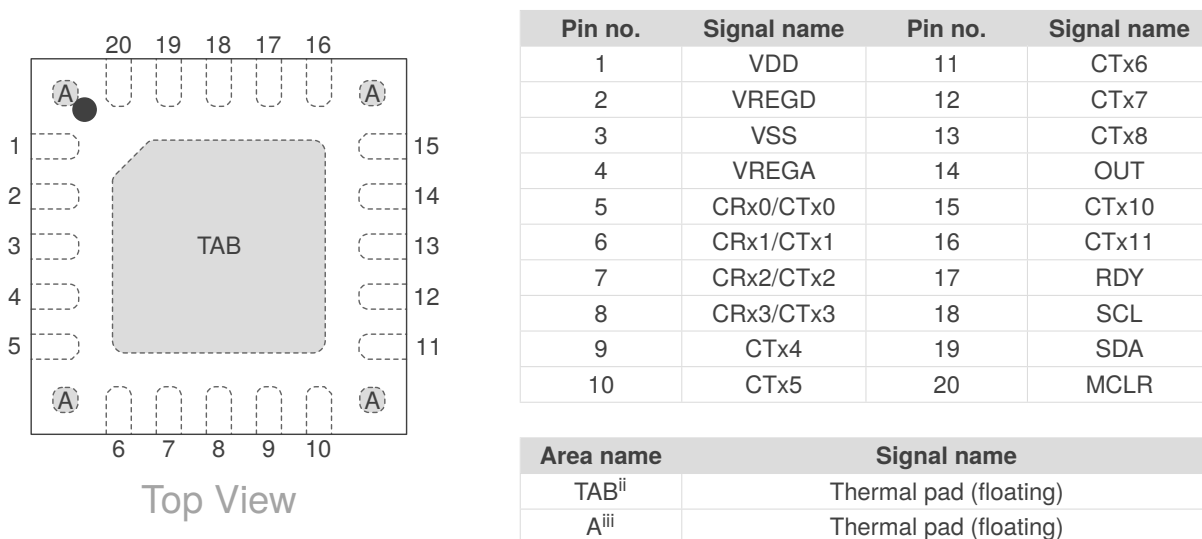 20 19 18 17 16
A A
1 15
2 14
3 TAB 13
4 12
5 11
A A
6 7 8 9 10
Top View
Pin no. Signal name Pin no. Signal name
1 VDD 11 CTx6
2 VREGD 12 CTx7
3 VSS 13 CTx8
4 VREGA 14 OUT
5 CRx0/CTx0 15 CTx10
6 CRx1/CTx1 16 CTx11
7 CRx2/CTx2 17 RDY
8 CRx3/CTx3 18 SCL
9 CTx4 19 SDA
10 CTx5 20 MCLR
Area name Signal name
TABii Thermal pad (floating)
Aiii Thermal pad (floating)